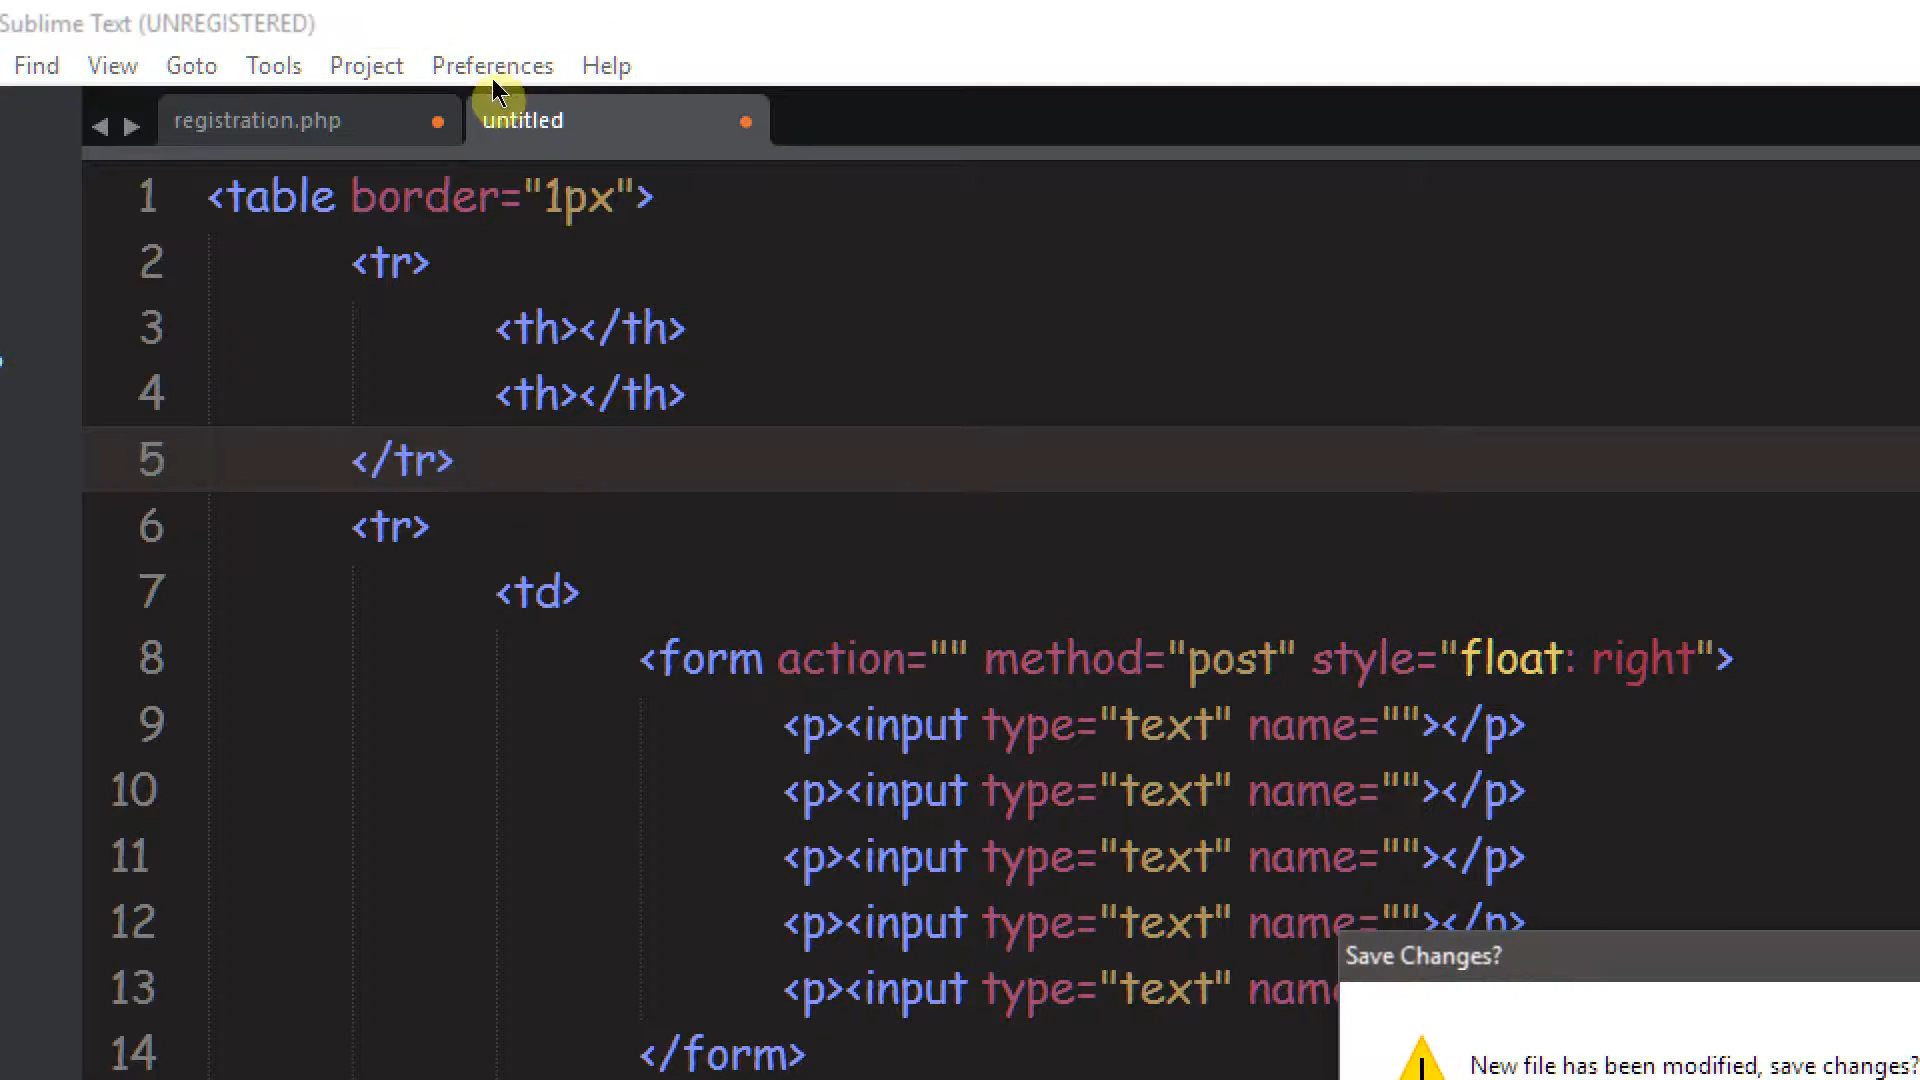 Sublime Text (UNREGISTERED)
Find View Goto Tools Project Preferences Help
registration.php untitled
1 <table border="1px">
2 <tr>
3 <th></th>
4 <th></th>
5 </tr>
6 <tr>
7 <td>
8 <form action="" method="post" style="float: right">
9 <p><input type="text" name=""></p>
10 <p><input type="text" name=""></p>
11 <p><input type="text" name=""></p>
12 <p><input type="text" name=""></p>
13 <p><input type="text" name
14 </form>
Save Changes?
New file has been modified, save changes?